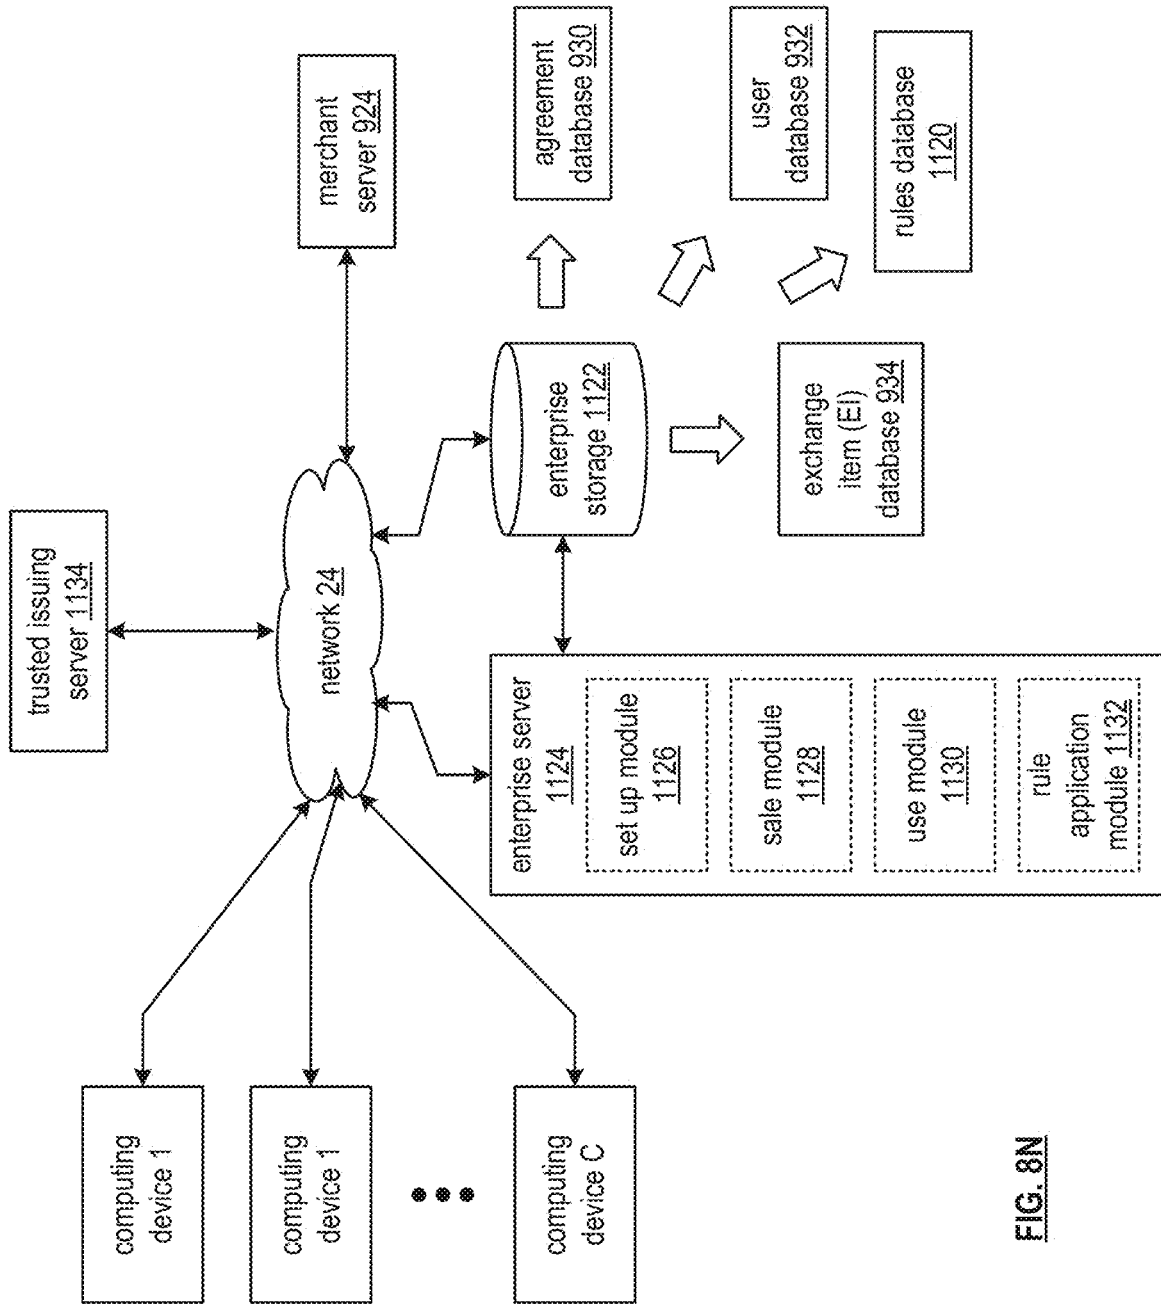 trusted issuing
server 1134
computing
device 1
computing
device 1
computing
device C
network 24
merchant
server 924
enterprise server
1124
set up module
1126
sale module
1128
use module
1130
rule
application
module 1132
enterprise
storage 1122
agreement
database 930
user
database 932
rules database
1120
exchange
item (EI)
database 934
FIG. 8N